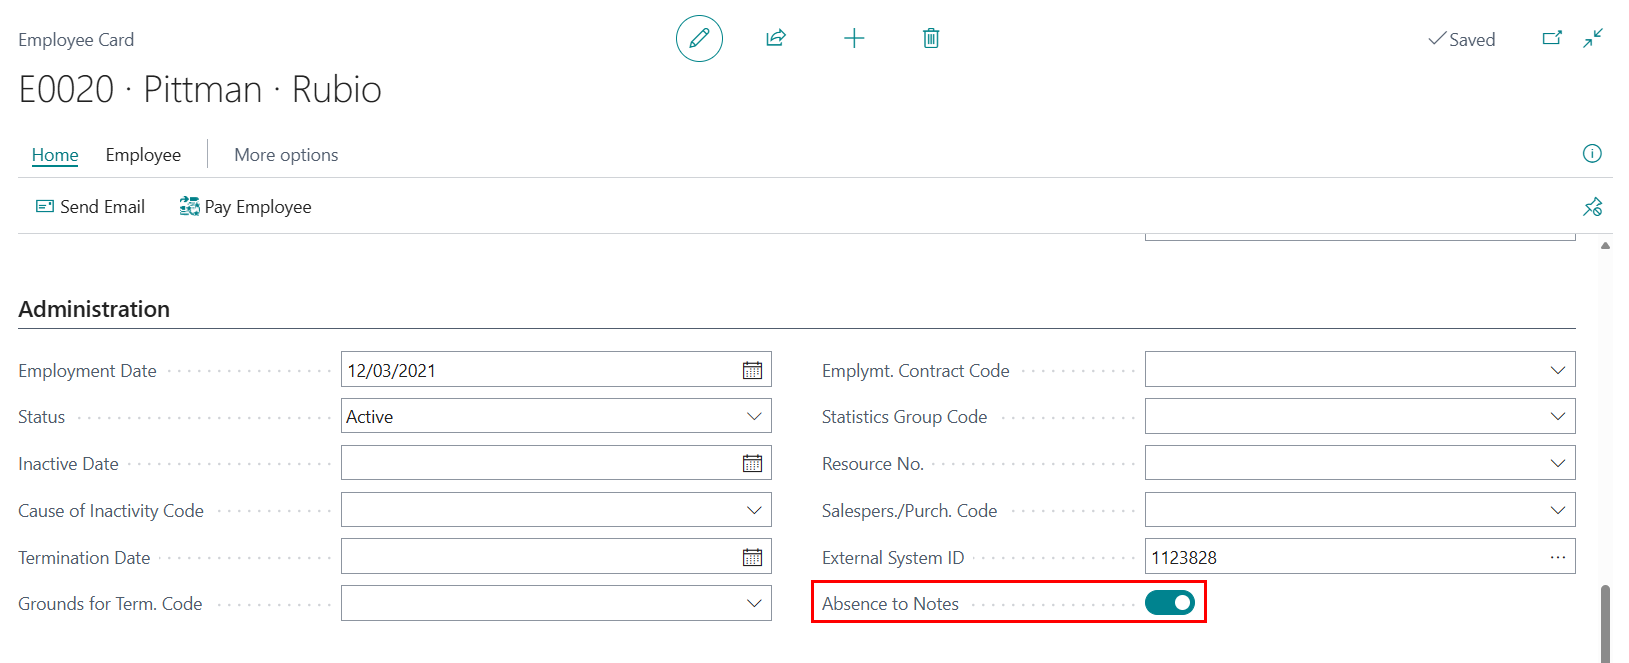 Employee Card
Saved
E0020 · Pittman · Rubio
Home Employee More options
Send Email Pay Employee
Administration
Employment Date 12/03/2021
Status Active
Inactive Date
Cause of Inactivity Code
Termination Date
Grounds for Term. Code
Emplymt. Contract Code
Statistics Group Code
Resource No.
Salespers./Purch. Code
External System ID 1123828
Absence to Notes